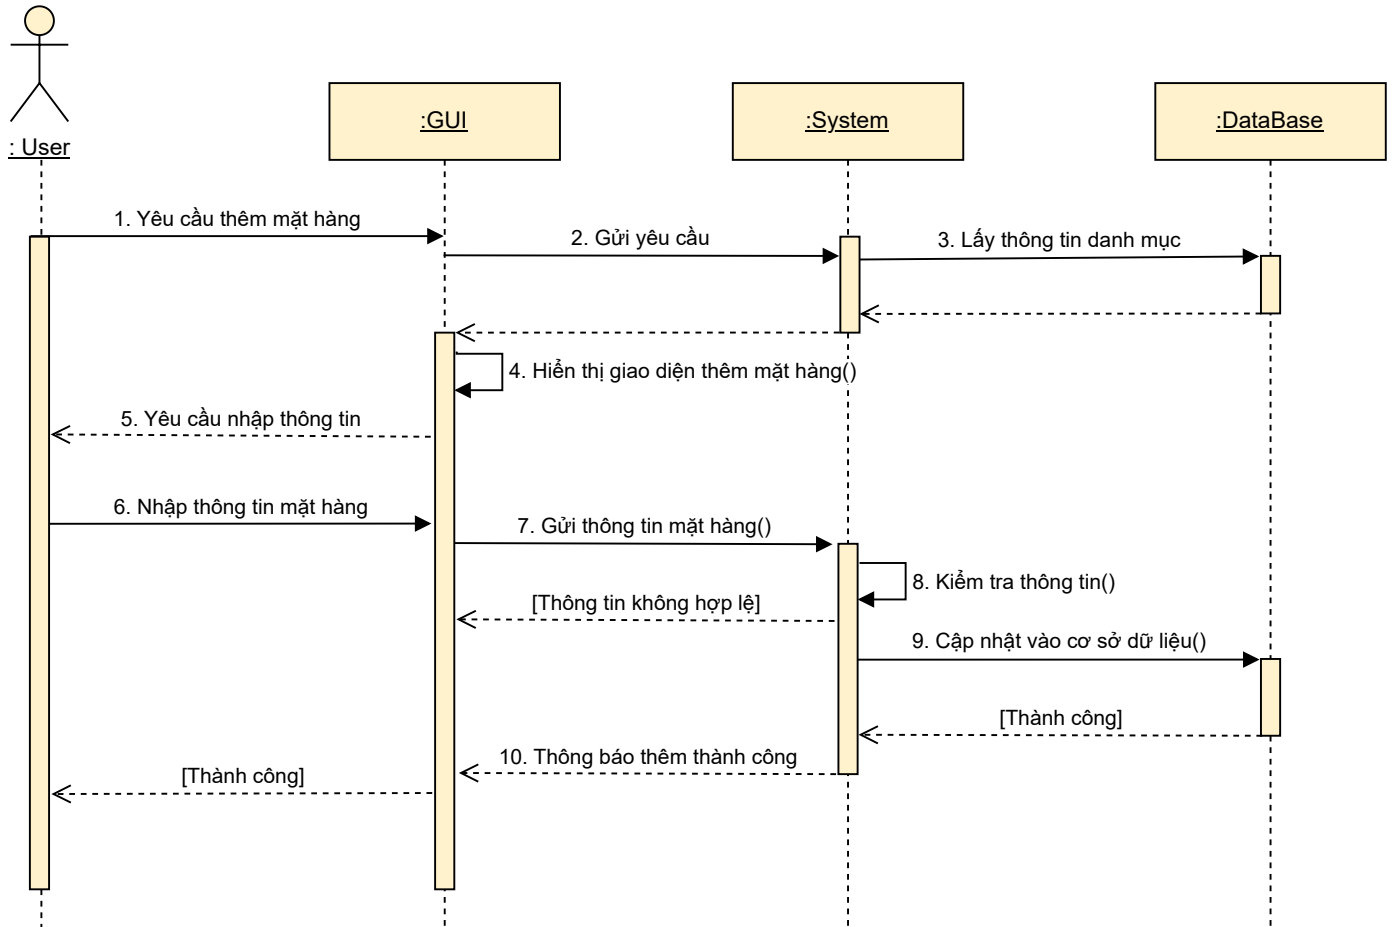 : User
:GUI
:System
:DataBase
1. Yêu cầu thêm mặt hàng
2. Gửi yêu cầu
3. Lấy thông tin danh mục
4. Hiển thị giao diện thêm mặt hàng()
5. Yêu cầu nhập thông tin
6. Nhập thông tin mặt hàng
7. Gửi thông tin mặt hàng()
8. Kiểm tra thông tin()
[Thông tin không hợp lệ]
9. Cập nhật vào cơ sở dữ liệu()
[Thành công]
10. Thông báo thêm thành công
[Thành công]